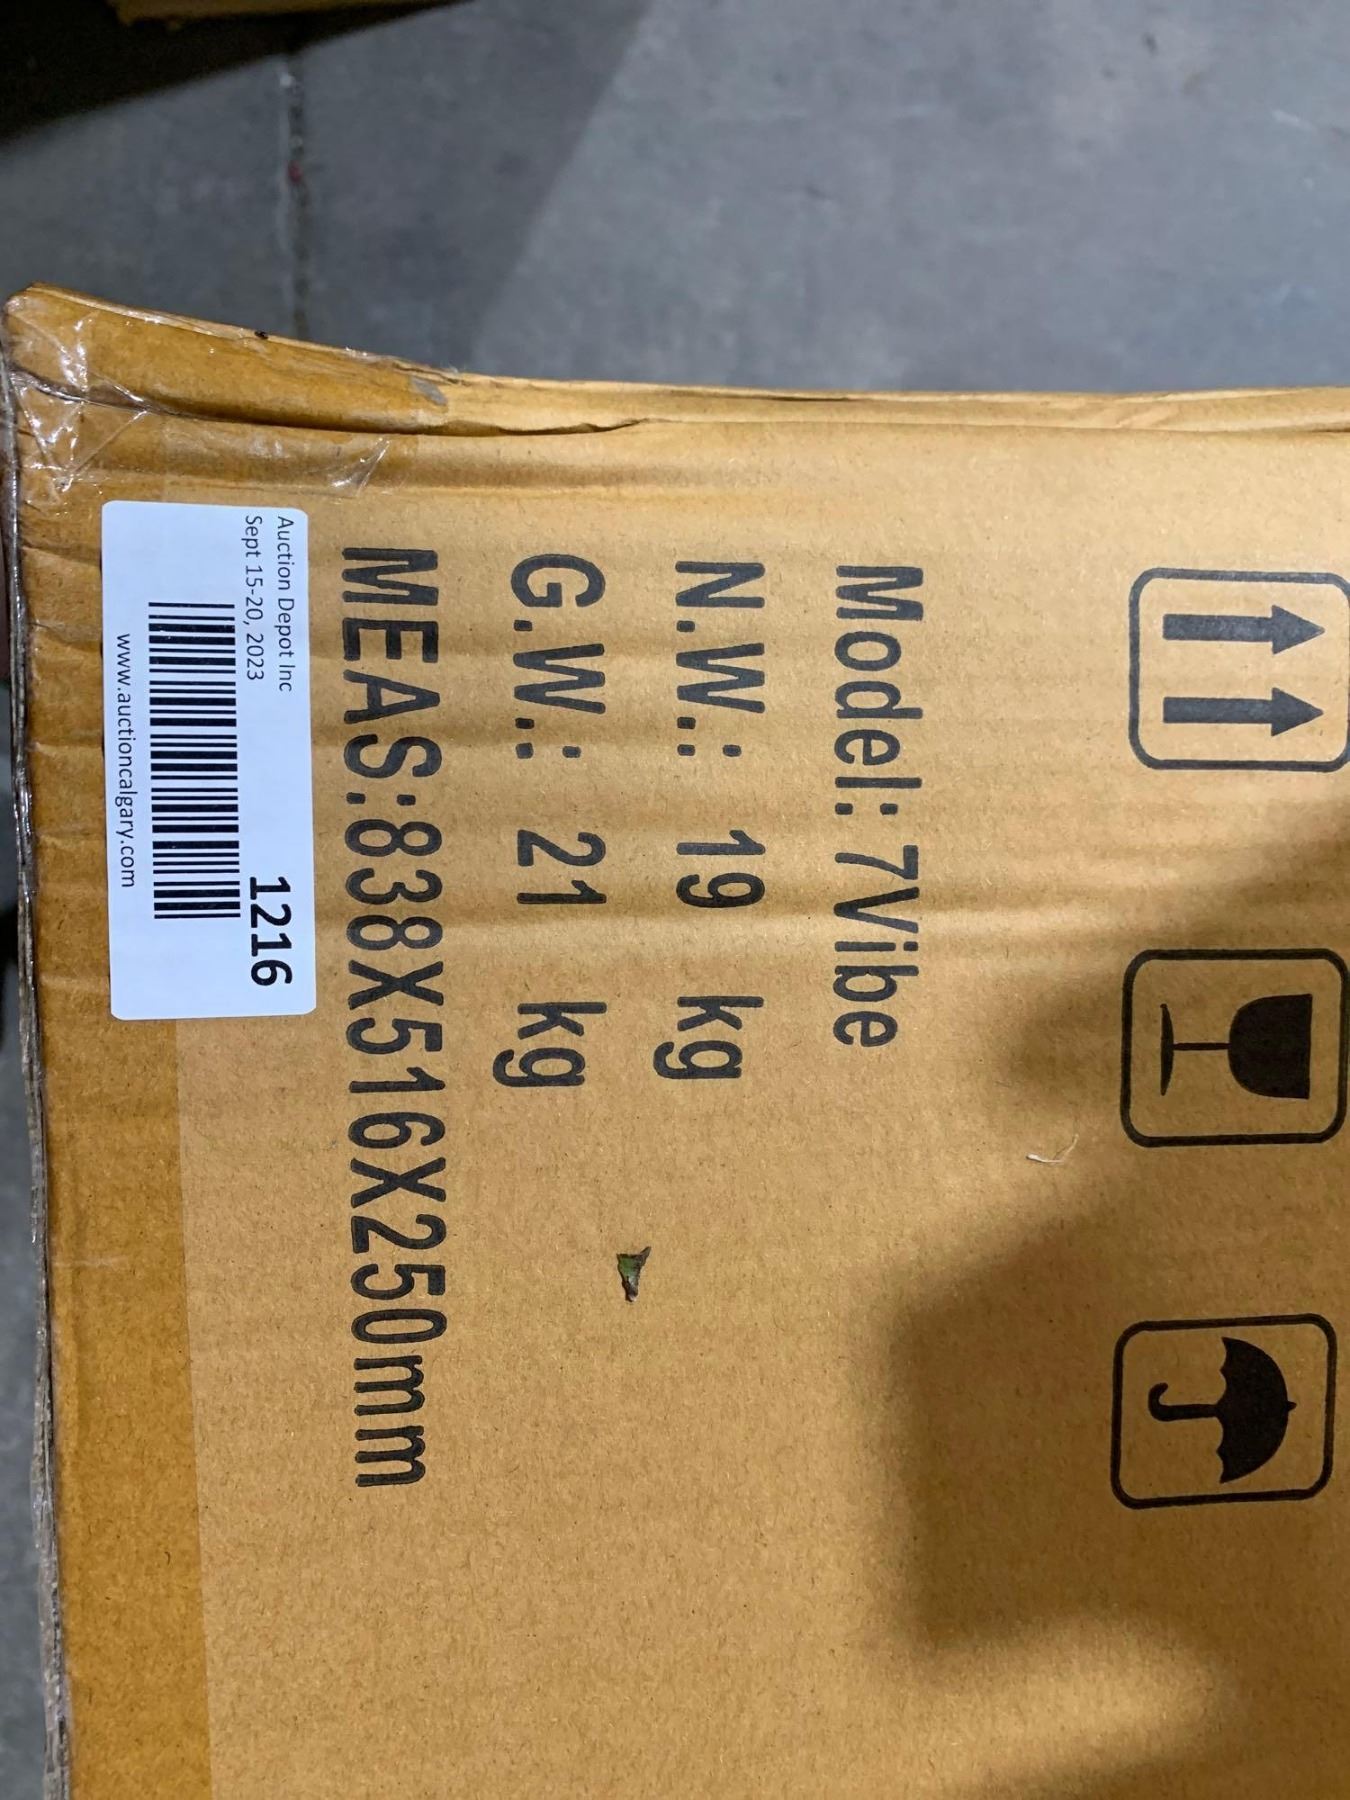 Model: 7Vibe
N.W.: 19 kg
G.W.: 21 kg
MEAS:838X516X250mm
Auction Depot Inc
Sept 15-20, 2023
1216
www.auctioncalgary.com